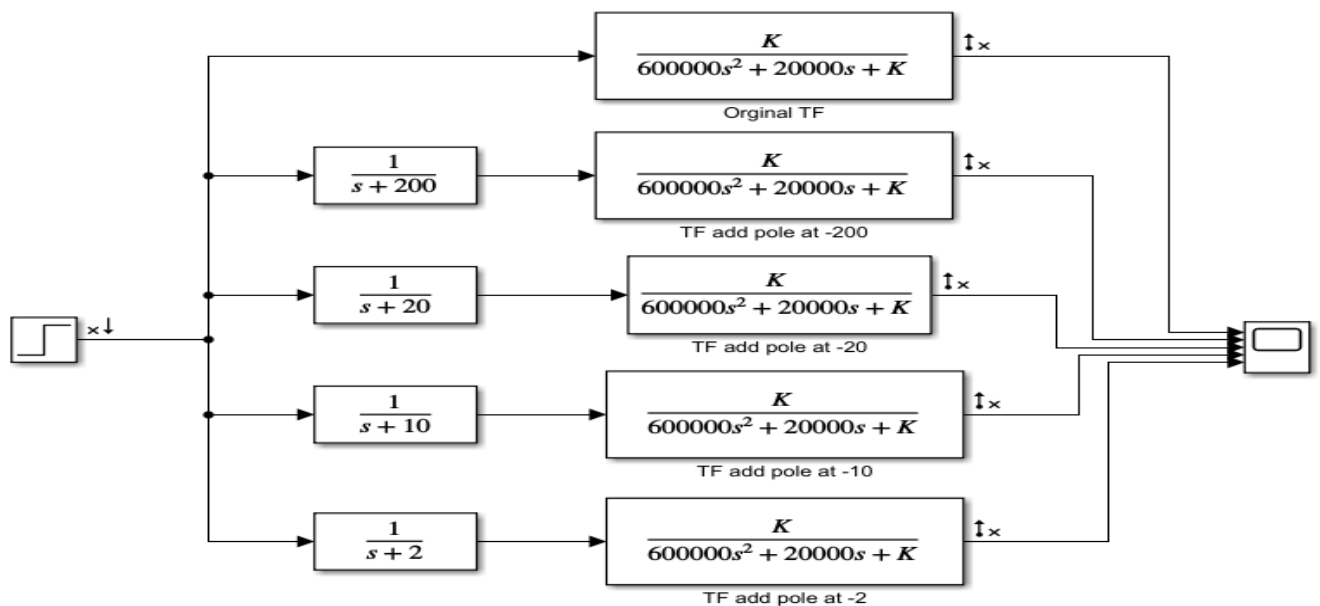 K
600000s² + 20000s + K
Orginal TF
1
s + 200
K
600000s² + 20000s + K
TF add pole at -200
1
s + 20
K
600000s² + 20000s + K
TF add pole at -20
1
s + 10
K
600000s² + 20000s + K
TF add pole at -10
1
s + 2
K
600000s² + 20000s + K
TF add pole at -2